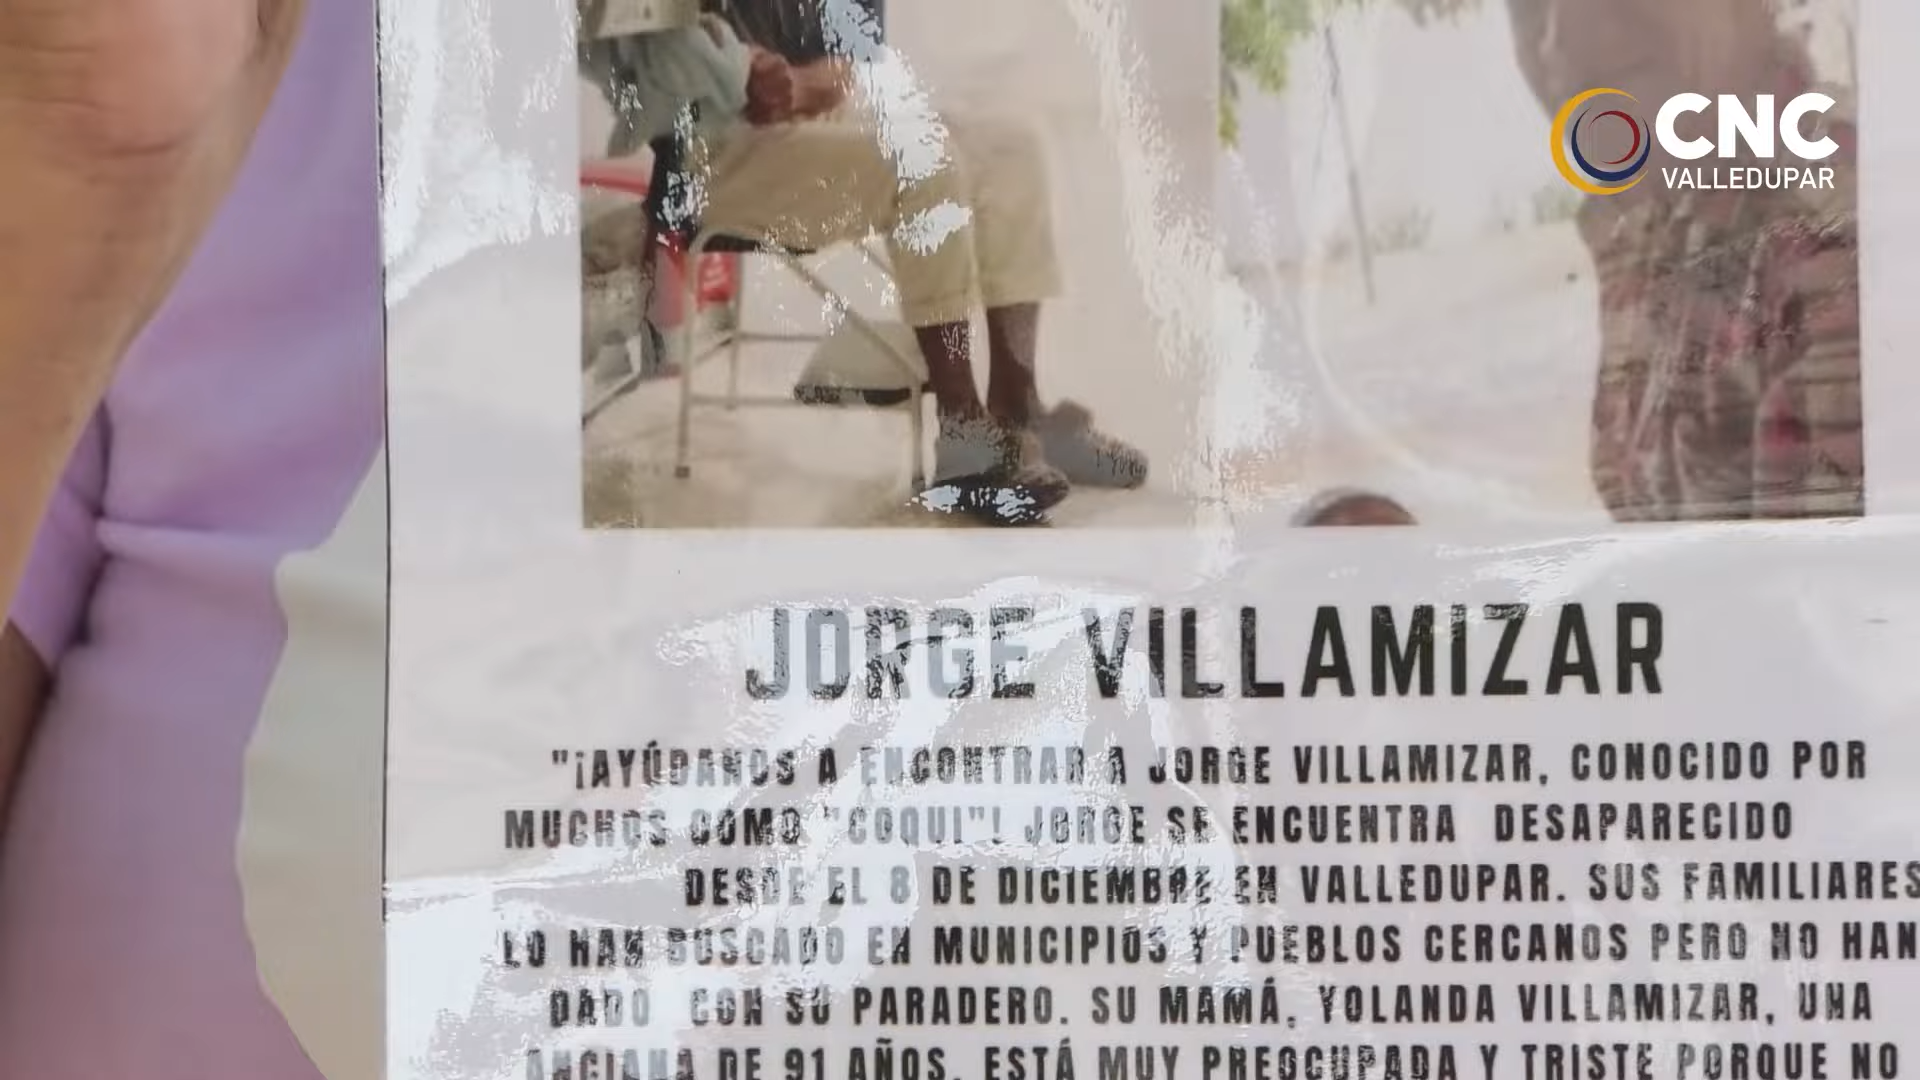 CNC
VALLEDUPAR
JORGE VILLAMIZAR
"¡AYÚDANOS A ENCONTRAR A JORGE VILLAMIZAR, CONOCIDO POR
MUCHOS COMO "COQUI"! JORGE SE ENCUENTRA DESAPARECIDO
DESDE EL 8 DE DICIEMBRE EN VALLEDUPAR. SUS FAMILIARES
LO HAN BUSCADO EN MUNICIPIOS Y PUEBLOS CERCANOS PERO NO HAN
DADO CON SU PARADERO. SU MAMÁ, YOLANDA VILLAMIZAR, UNA
ANCIANA DE 91 AÑOS, ESTÁ MUY PREOCUPADA Y TRISTE PORQUE NO